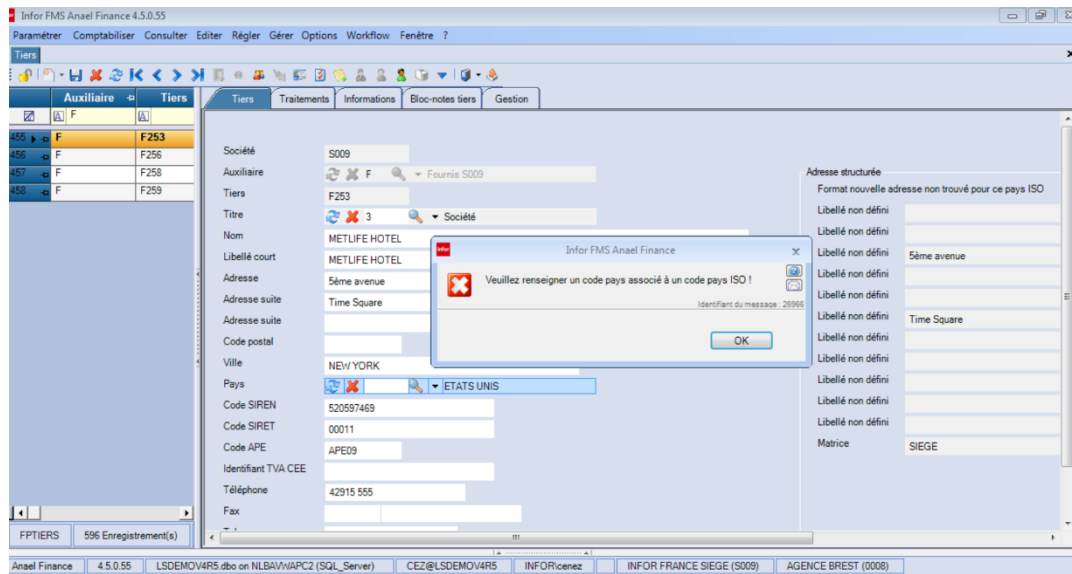 infor Infor FMS Anael Finance 4.5.0.55
Paramétrer Comptabiliser Consulter Editer Régler Gérer Options Workflow Fenêtre ?
Tiers
Auxiliaire Tiers
F
455 F F253
456 F F256
457 F F258
458 F F259
FPTIERS 596 Enregistrement(s)
Tiers Traitements Informations Bloc-notes tiers Gestion
Société S009
Auxiliaire F Fournis S009
Tiers F253
Titre 3 Société
Nom METLIFE HOTEL
Libellé court METLIFE HOTEL
Adresse 5ème avenue
Adresse suite Time Square
Adresse suite
Code postal
Ville NEW YORK
Pays ETATS UNIS
Code SIREN 520597469
Code SIRET 00011
Code APE APE09
Identifiant TVA CEE
Téléphone 42915 555
Fax
infor Infor FMS Anael Finance
Veuillez renseigner un code pays associé à un code pays ISO !
Identifiant du message : 26966
OK
Adresse structurée
Format nouvelle adresse non trouvé pour ce pays ISO
Libellé non défini
Libellé non défini
Libellé non défini 5ème avenue
Libellé non défini
Libellé non défini
Libellé non défini Time Square
Libellé non défini
Libellé non défini
Libellé non défini
Libellé non défini
Libellé non défini
Matrice SIEGE
Anael Finance 4.5.0.55 LSDEMOV4R5.dbo on NLBAVWAPC2 (SQL_Server) CEZ@LSDEMOV4R5 INFOR\cenez INFOR FRANCE SIEGE (S009) AGENCE BREST (0008)